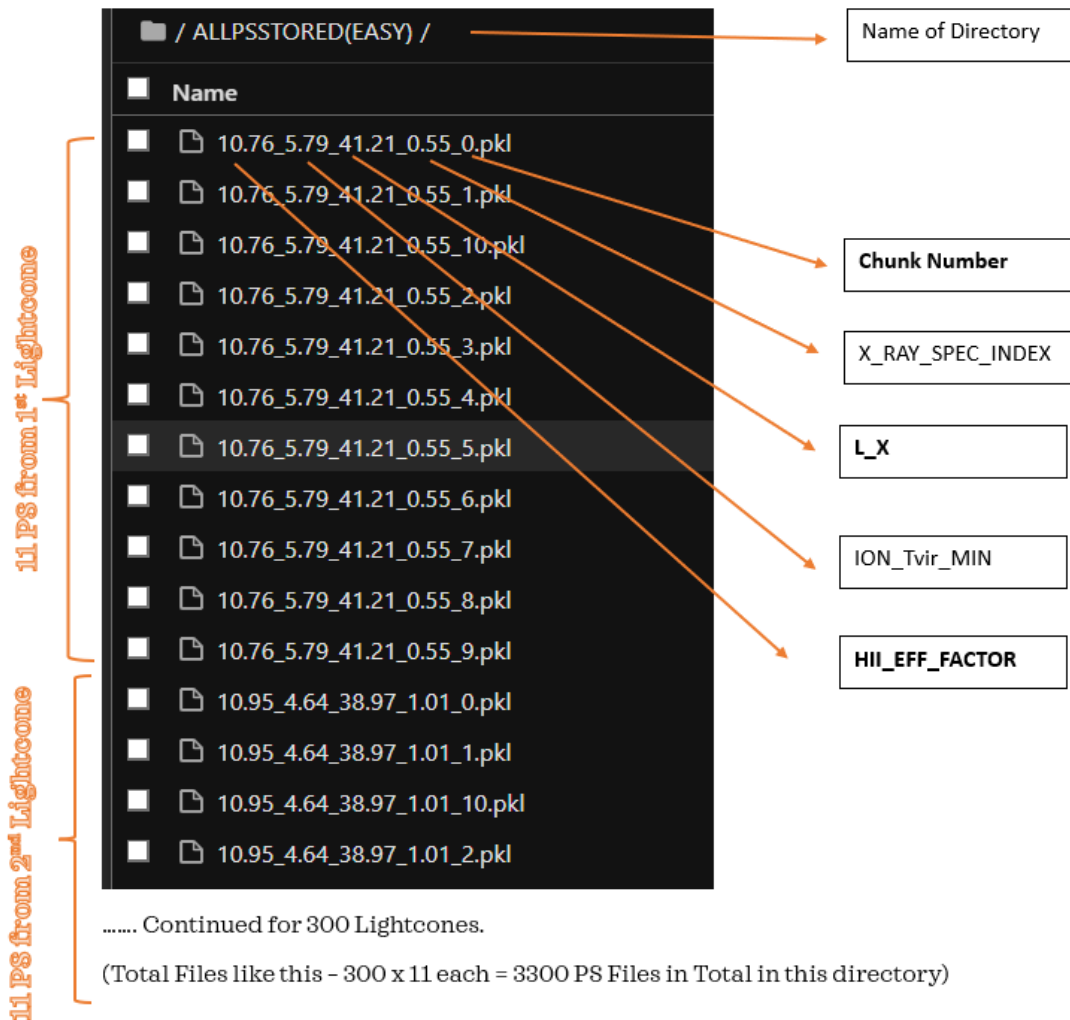 / ALLPSSTORED(EASY) /
Name of Directory
Name
10.76_5.79_41.21_0.55_0.pkl
10.76_5.79_41.21_0.55_1.pkl
10.76_5.79_41.21_0.55_10.pkl
10.76_5.79_41.21_0.55_2.pkl
10.76_5.79_41.21_0.55_3.pkl
10.76_5.79_41.21_0.55_4.pkl
10.76_5.79_41.21_0.55_5.pkl
10.76_5.79_41.21_0.55_6.pkl
10.76_5.79_41.21_0.55_7.pkl
10.76_5.79_41.21_0.55_8.pkl
10.76_5.79_41.21_0.55_9.pkl
10.95_4.64_38.97_1.01_0.pkl
10.95_4.64_38.97_1.01_1.pkl
10.95_4.64_38.97_1.01_10.pkl
10.95_4.64_38.97_1.01_2.pkl
Chunk Number
X_RAY_SPEC_INDEX
L_X
ION_Tvir_MIN
HII_EFF_FACTOR
11 PS from 1st Lightcone
11 PS from 2nd Lightcone
....... Continued for 300 Lightcones.
(Total Files like this – 300 x 11 each = 3300 PS Files in Total in this directory)